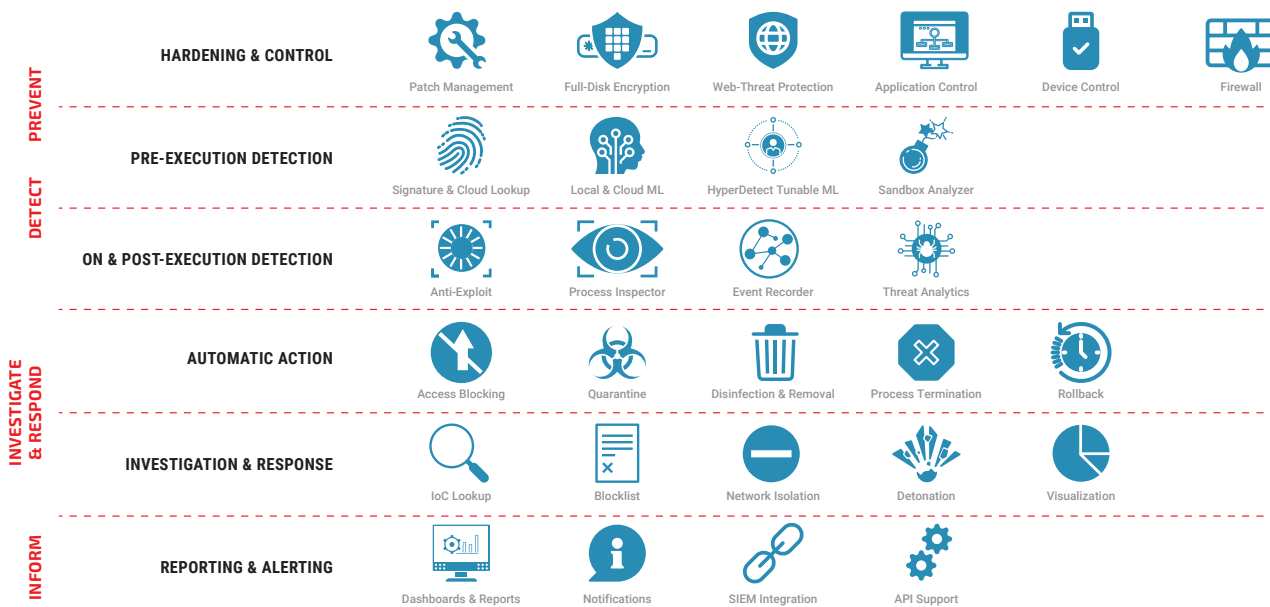 PREVENT
HARDENING & CONTROL
Patch Management
Full-Disk Encryption
Web-Threat Protection
Application Control
Device Control
Firewall
PRE-EXECUTION DETECTION
Signature & Cloud Lookup
Local & Cloud ML
HyperDetect Tunable ML
Sandbox Analyzer
DETECT
ON & POST-EXECUTION DETECTION
Anti-Exploit
Process Inspector
Event Recorder
Threat Analytics
INVESTIGATE
& RESPOND
AUTOMATIC ACTION
Access Blocking
Quarantine
Disinfection & Removal
Process Termination
Rollback
INVESTIGATION & RESPONSE
IoC Lookup
Blocklist
Network Isolation
Detonation
Visualization
INFORM
REPORTING & ALERTING
Dashboards & Reports
Notifications
SIEM Integration
API Support